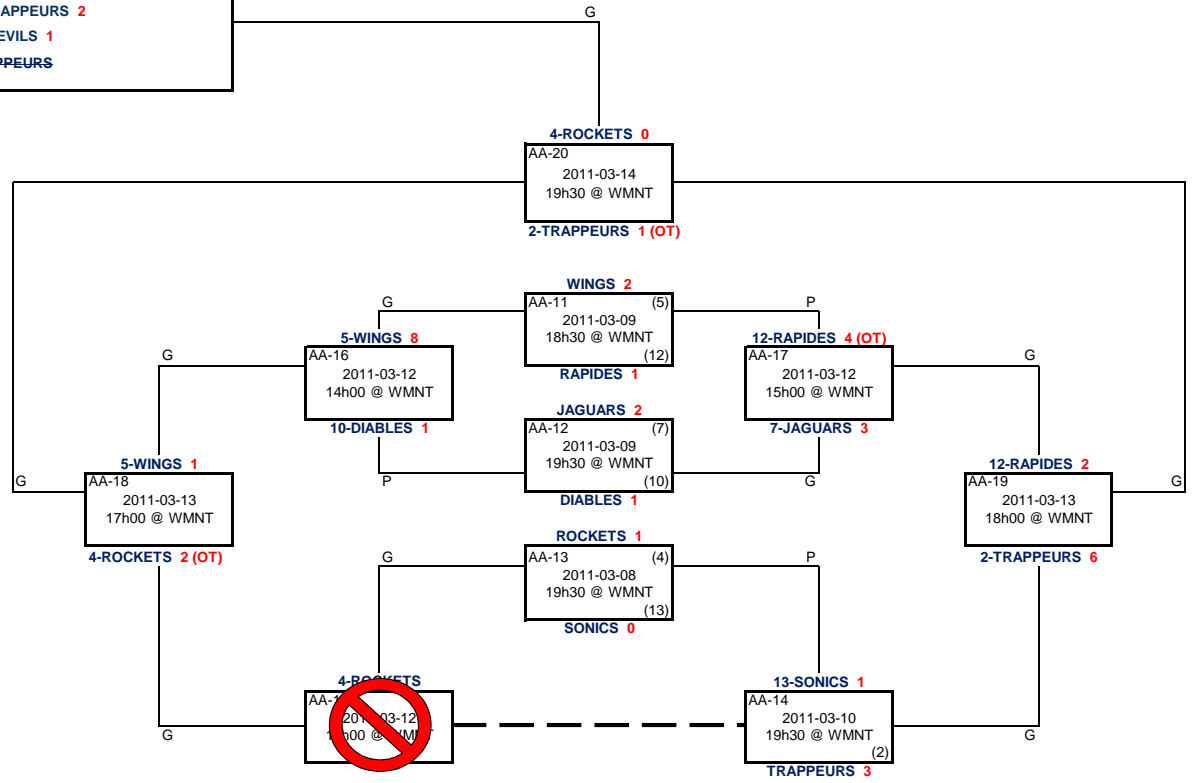 APPEURS 2
EVILS 1
PPEURS
G
4-ROCKETS 0
AA-20
2011-03-14
19h30 @ WMNT
2-TRAPPEURS 1 (OT)
WINGS 2
G
AA-11 (5)
P
2011-03-09
18h30 @ WMNT
(12)
RAPIDES 1
5-WINGS 8
AA-16
2011-03-12
14h00 @ WMNT
10-DIABLES 1
12-RAPIDES 4 (OT)
AA-17
2011-03-12
15h00 @ WMNT
7-JAGUARS 3
G
G
JAGUARS 2
AA-12 (7)
2011-03-09
19h30 @ WMNT
(10)
DIABLES 1
P
G
5-WINGS 1
G
AA-18
2011-03-13
17h00 @ WMNT
4-ROCKETS 2 (OT)
12-RAPIDES 2
AA-19
G
2011-03-13
18h00 @ WMNT
2-TRAPPEURS 6
ROCKETS 1
G
AA-13 (4)
P
2011-03-08
19h30 @ WMNT
(13)
SONICS 0
4-ROCKETS
G
13-SONICS 1
AA-14
2011-03-10
19h30 @ WMNT
(2)
TRAPPEURS 3
G